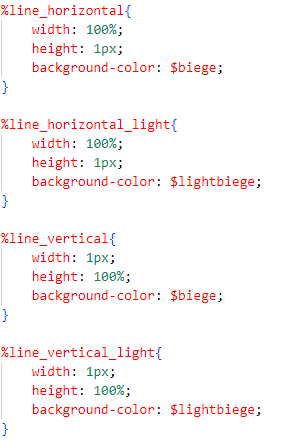 %line_horizontal{
    width: 100%;
    height: 1px;
    background-color: $biege;
}

%line_horizontal_light{
    width: 100%;
    height: 1px;
    background-color: $lightbiege;
}

%line_vertical{
    width: 1px;
    height: 100%;
    background-color: $biege;
}

%line_vertical_light{
    width: 1px;
    height: 100%;
    background-color: $lightbiege;
}